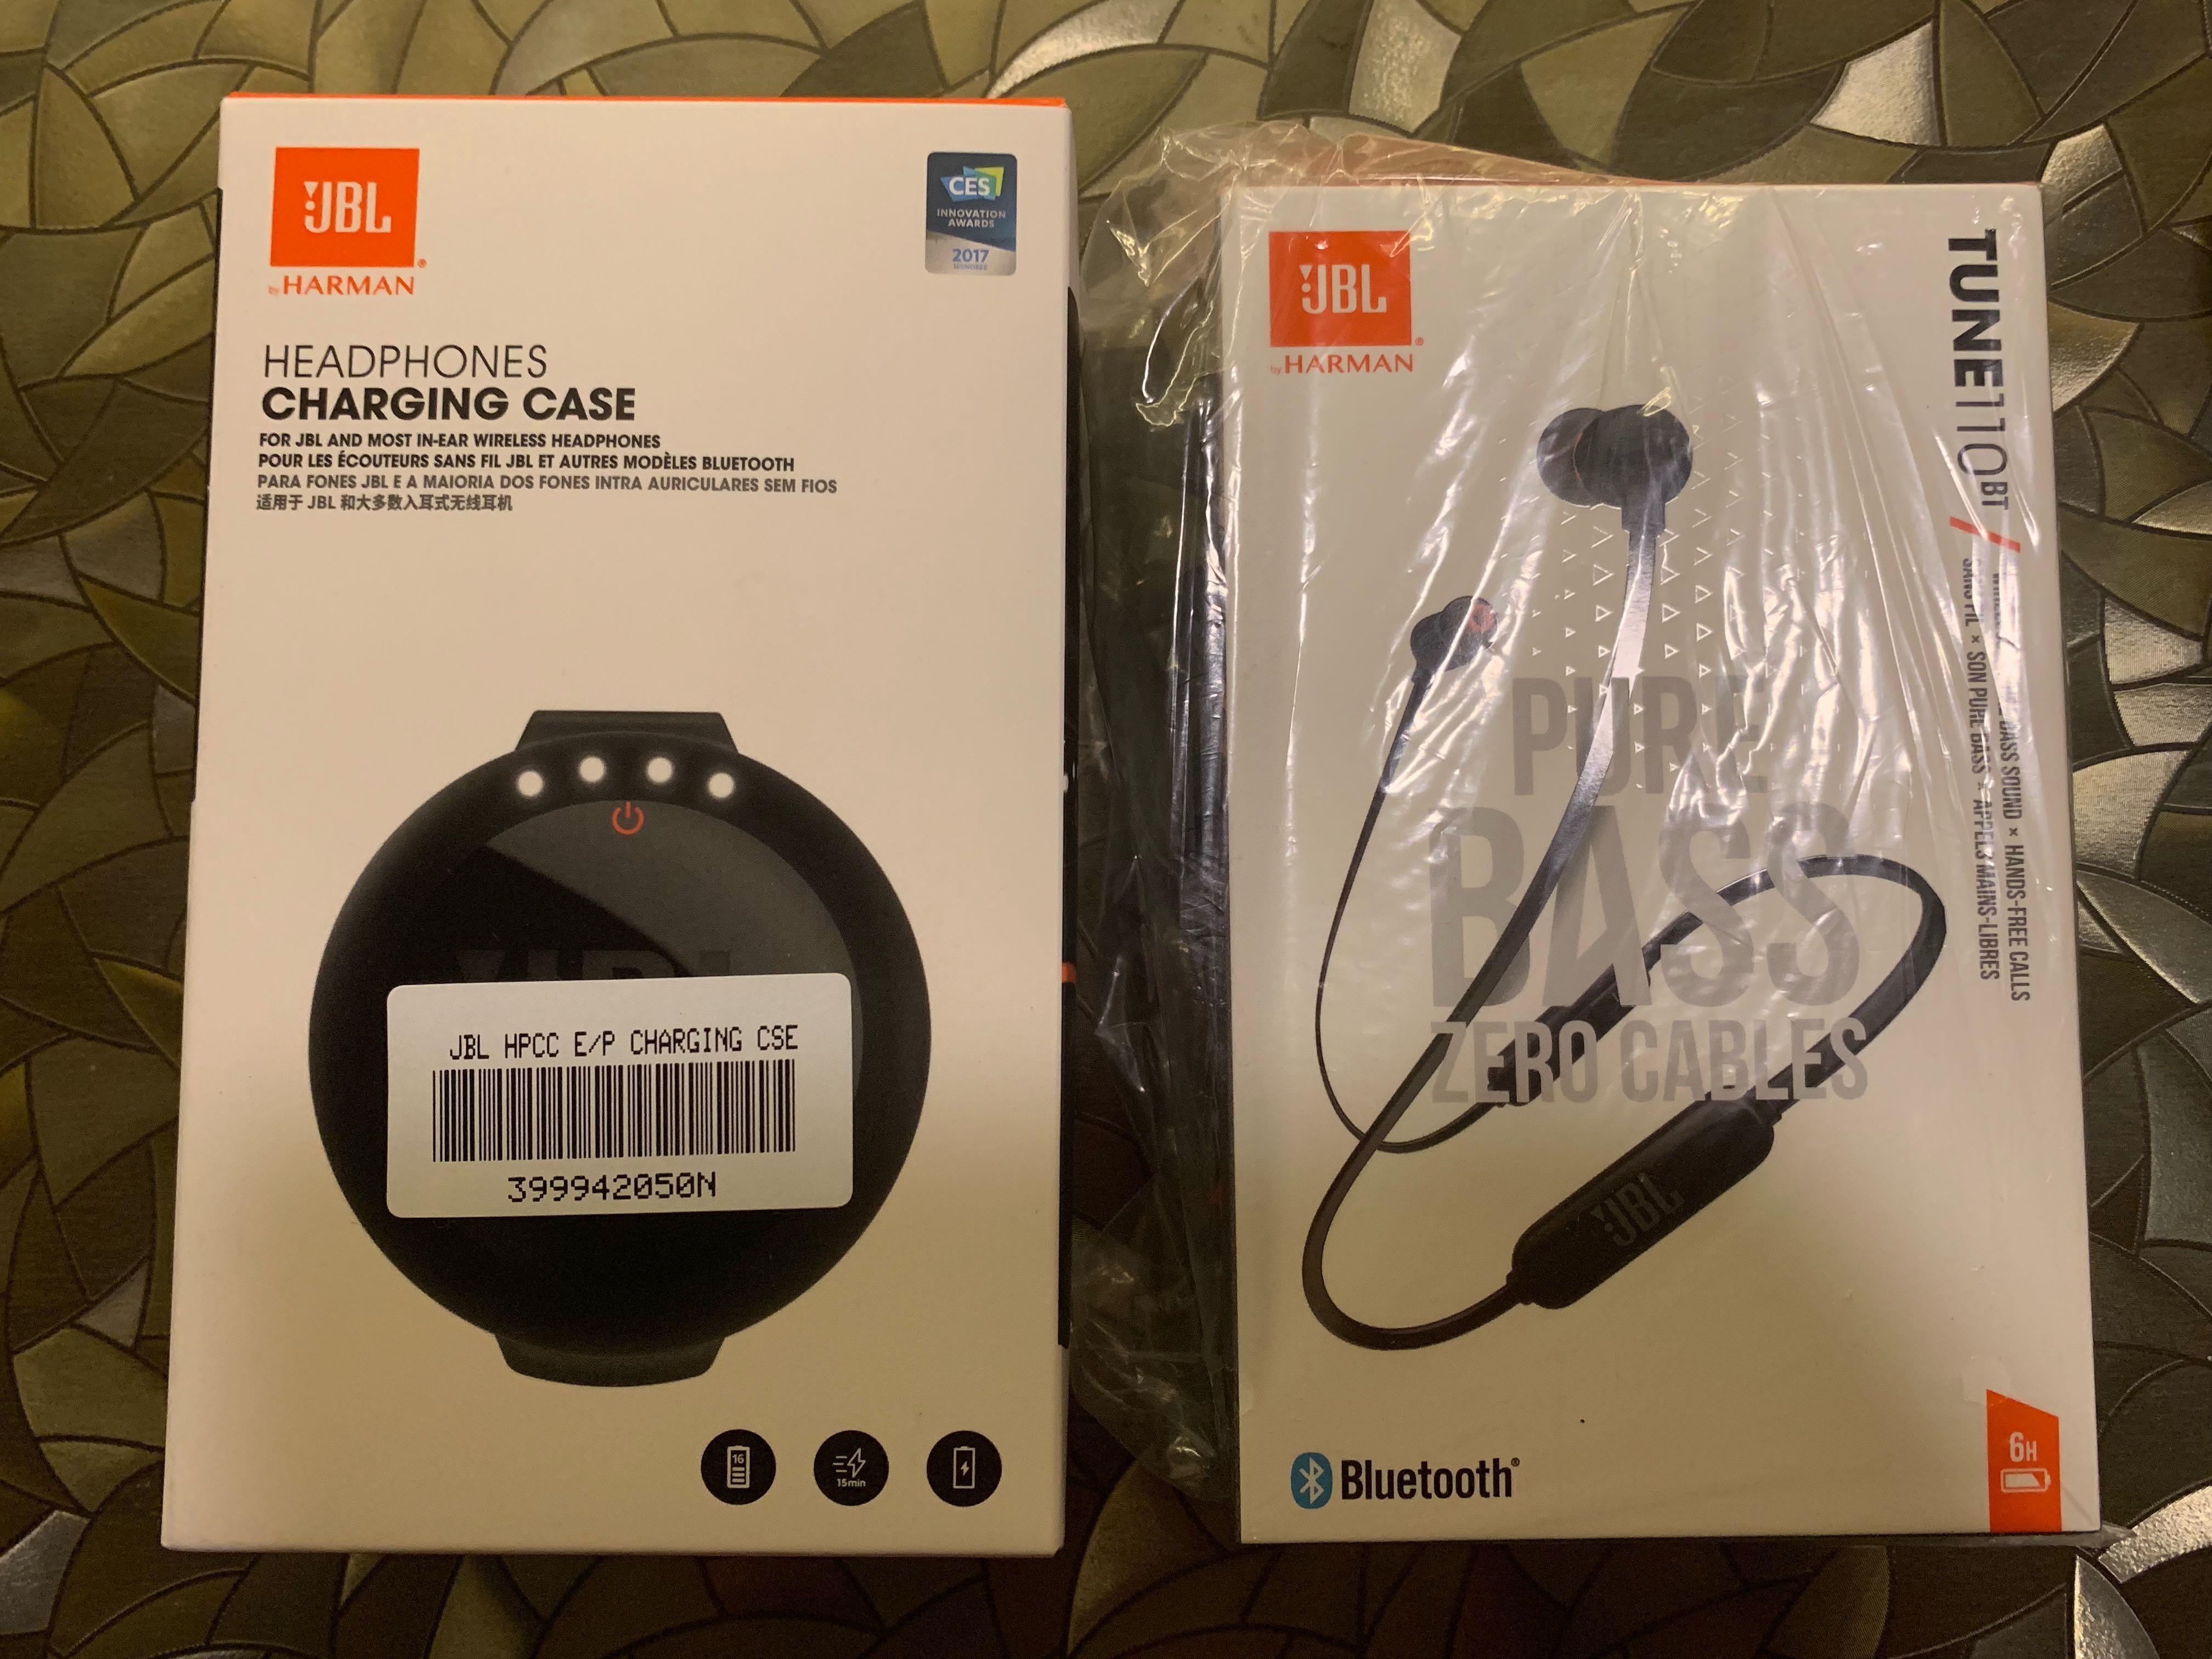 JBL
by HARMAN
CES
INNOVATION
AWARDS
2017
HONOREE
HEADPHONES
CHARGING CASE
FOR JBL AND MOST IN-EAR WIRELESS HEADPHONES
POUR LES ÉCOUTEURS SANS FIL JBL ET AUTRES MODÈLES BLUETOOTH
PARA FONES JBL E A MAIORIA DOS FONES INTRA AURICULARES SEM FIOS
适用于 JBL 和大多数入耳式无线耳机
JBL HPCC E/P CHARGING CSE
399942050N
16
15min
JBL
by HARMAN
TUNE110BT
BASS SOUND × HANDS-FREE CALLS
SANS FIL × SON PURE BASS × APPELS MAINS-LIBRES
PURE
BASS
ZERO CABLES
JBL
Bluetooth®
6H